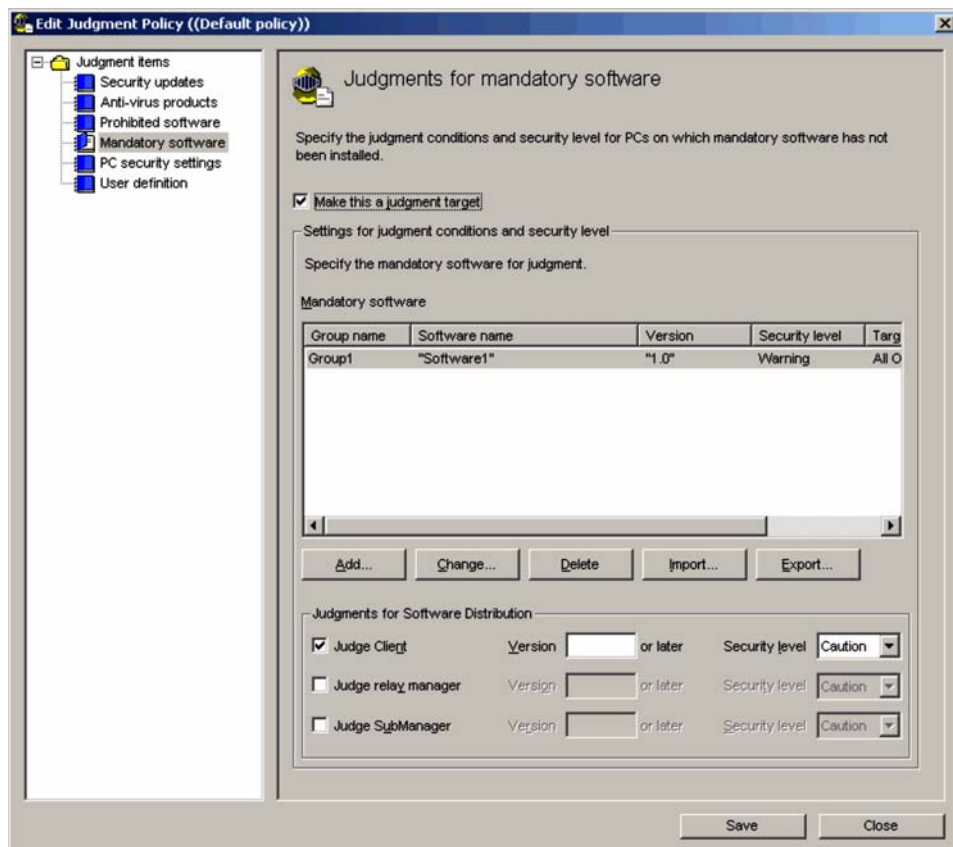 Edit Judgment Policy ((Default policy))
Judgment items
Security updates
Anti-virus products
Prohibited software
Mandatory software
PC security settings
User definition
Judgments for mandatory software
Specify the judgment conditions and security level for PCs on which mandatory software has not
been installed.
Make this a judgment target
Settings for judgment conditions and security level
Specify the mandatory software for judgment.
Mandatory software
Group name Software name Version Security level Targ
Group1 "Software1" "1.0" Warning All O
Add... Change... Delete Import... Export...
Judgments for Software Distribution
Judge Client Version or later Security level Caution
Judge relay manager Version or later Security level Caution
Judge SubManager Version or later Security level Caution
Save Close